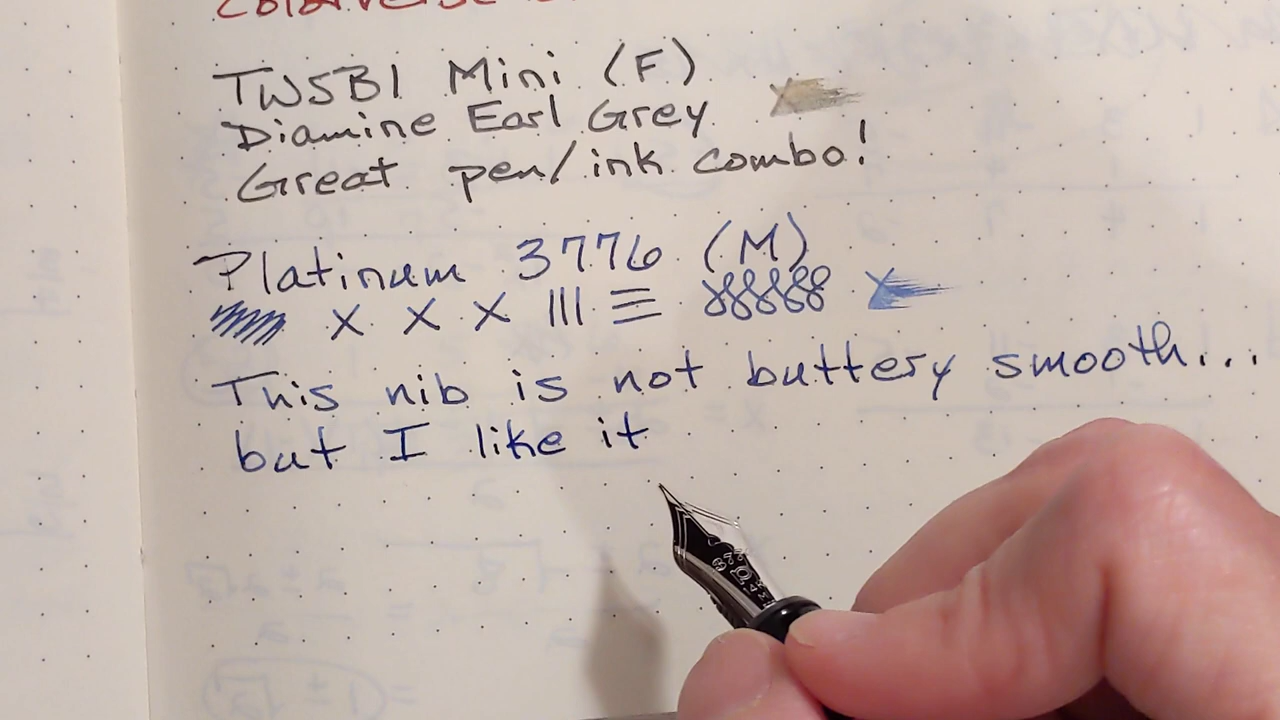 TWSBI Mini (F)
Diamine Earl Grey
Great pen/ink combo!
Platinum 3776 (M)
x x x
This nib is not buttery smooth...
but I like it